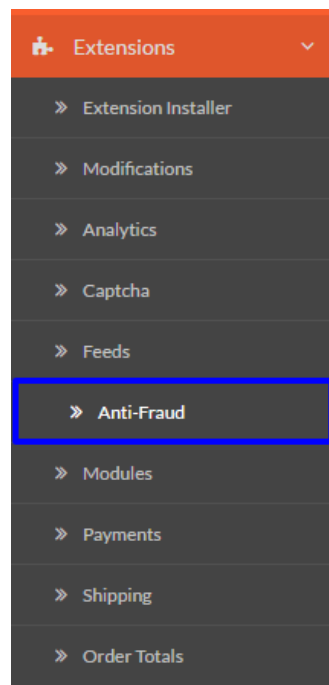 Extensions
Extension Installer
Modifications
Analytics
Captcha
Feeds
Anti-Fraud
Modules
Payments
Shipping
Order Totals